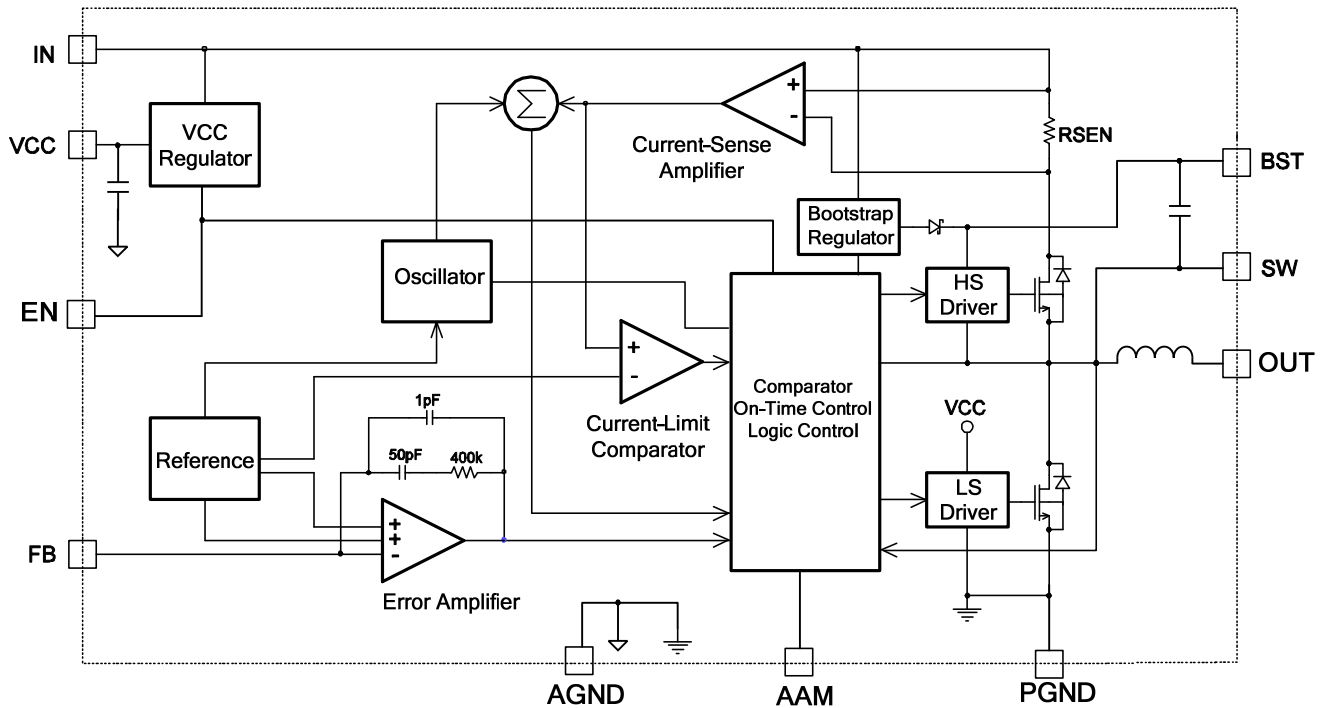 IN
VCC
Regulator
VCC
Σ
+
-
Current-Sense
Amplifier
RSEN
BST
Bootstrap
Regulator
Oscillator
HS
Driver
SW
EN
+
-
Current-Limit
Comparator
Comparator
On-Time Control
Logic Control
OUT
VCC
1pF
50pF
400k
Reference
LS
Driver
FB
+
+
-
Error Amplifier
AGND
AAM
PGND